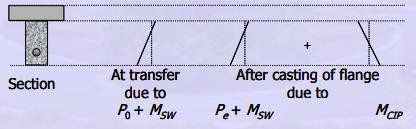 +
Section
At transfer
due to
P0 + MSW
After casting of flange
due to
Pe + MSW
MCIP